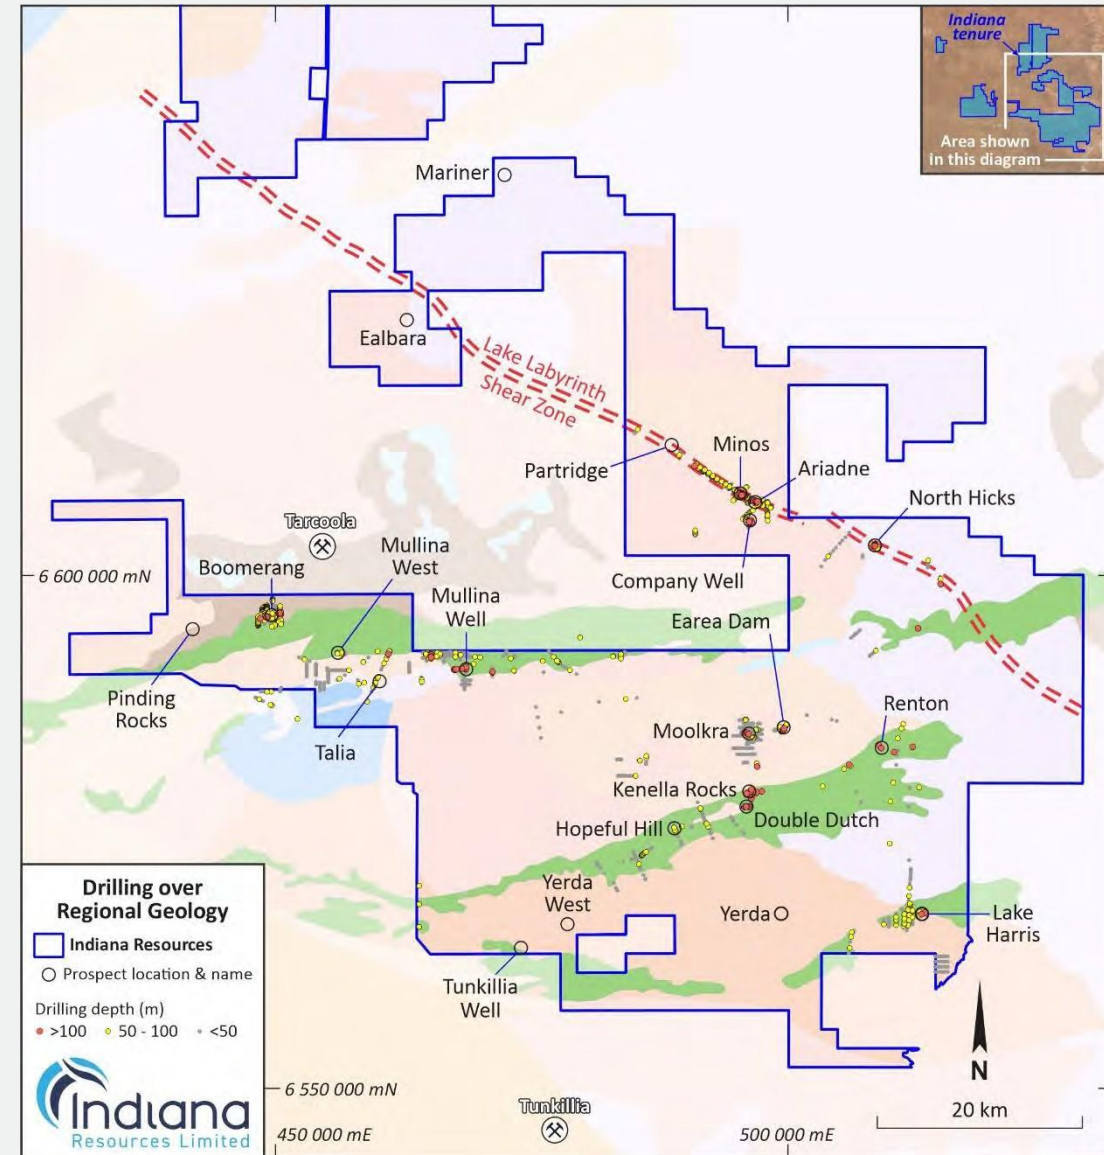 Indiana
tenure
Area shown
in this diagram
Mariner
Ealbara
Lake Labyrinth
Shear Zone
Partridge
Minos
Ariadne
North Hicks
Company Well
Tarcoola
Boomerang
Mullina
West
Mullina
Well
6 600 000 mN
Earea Dam
Pinding
Rocks
Talia
Moolkra
Renton
Kenella Rocks
Double Dutch
Hopeful Hill
Yerda
West
Yerda
Lake
Harris
Tunkillia
Well
Drilling over
Regional Geology
Indiana Resources
Prospect location & name
Drilling depth (m)
>100 50 - 100 <50
Indiana
Resources Limited
6 550 000 mN
450 000 mE
Tunkillia
500 000 mE
N
20 km